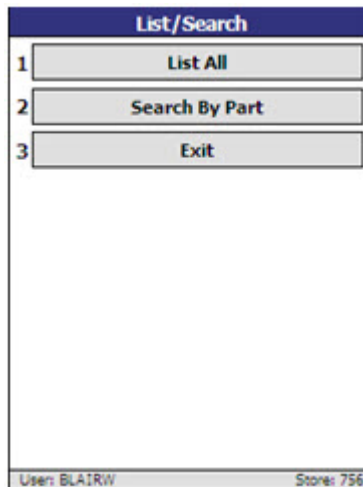 List/Search
1 List All
2 Search By Part
3 Exit
User: BLAIRW Store: 756